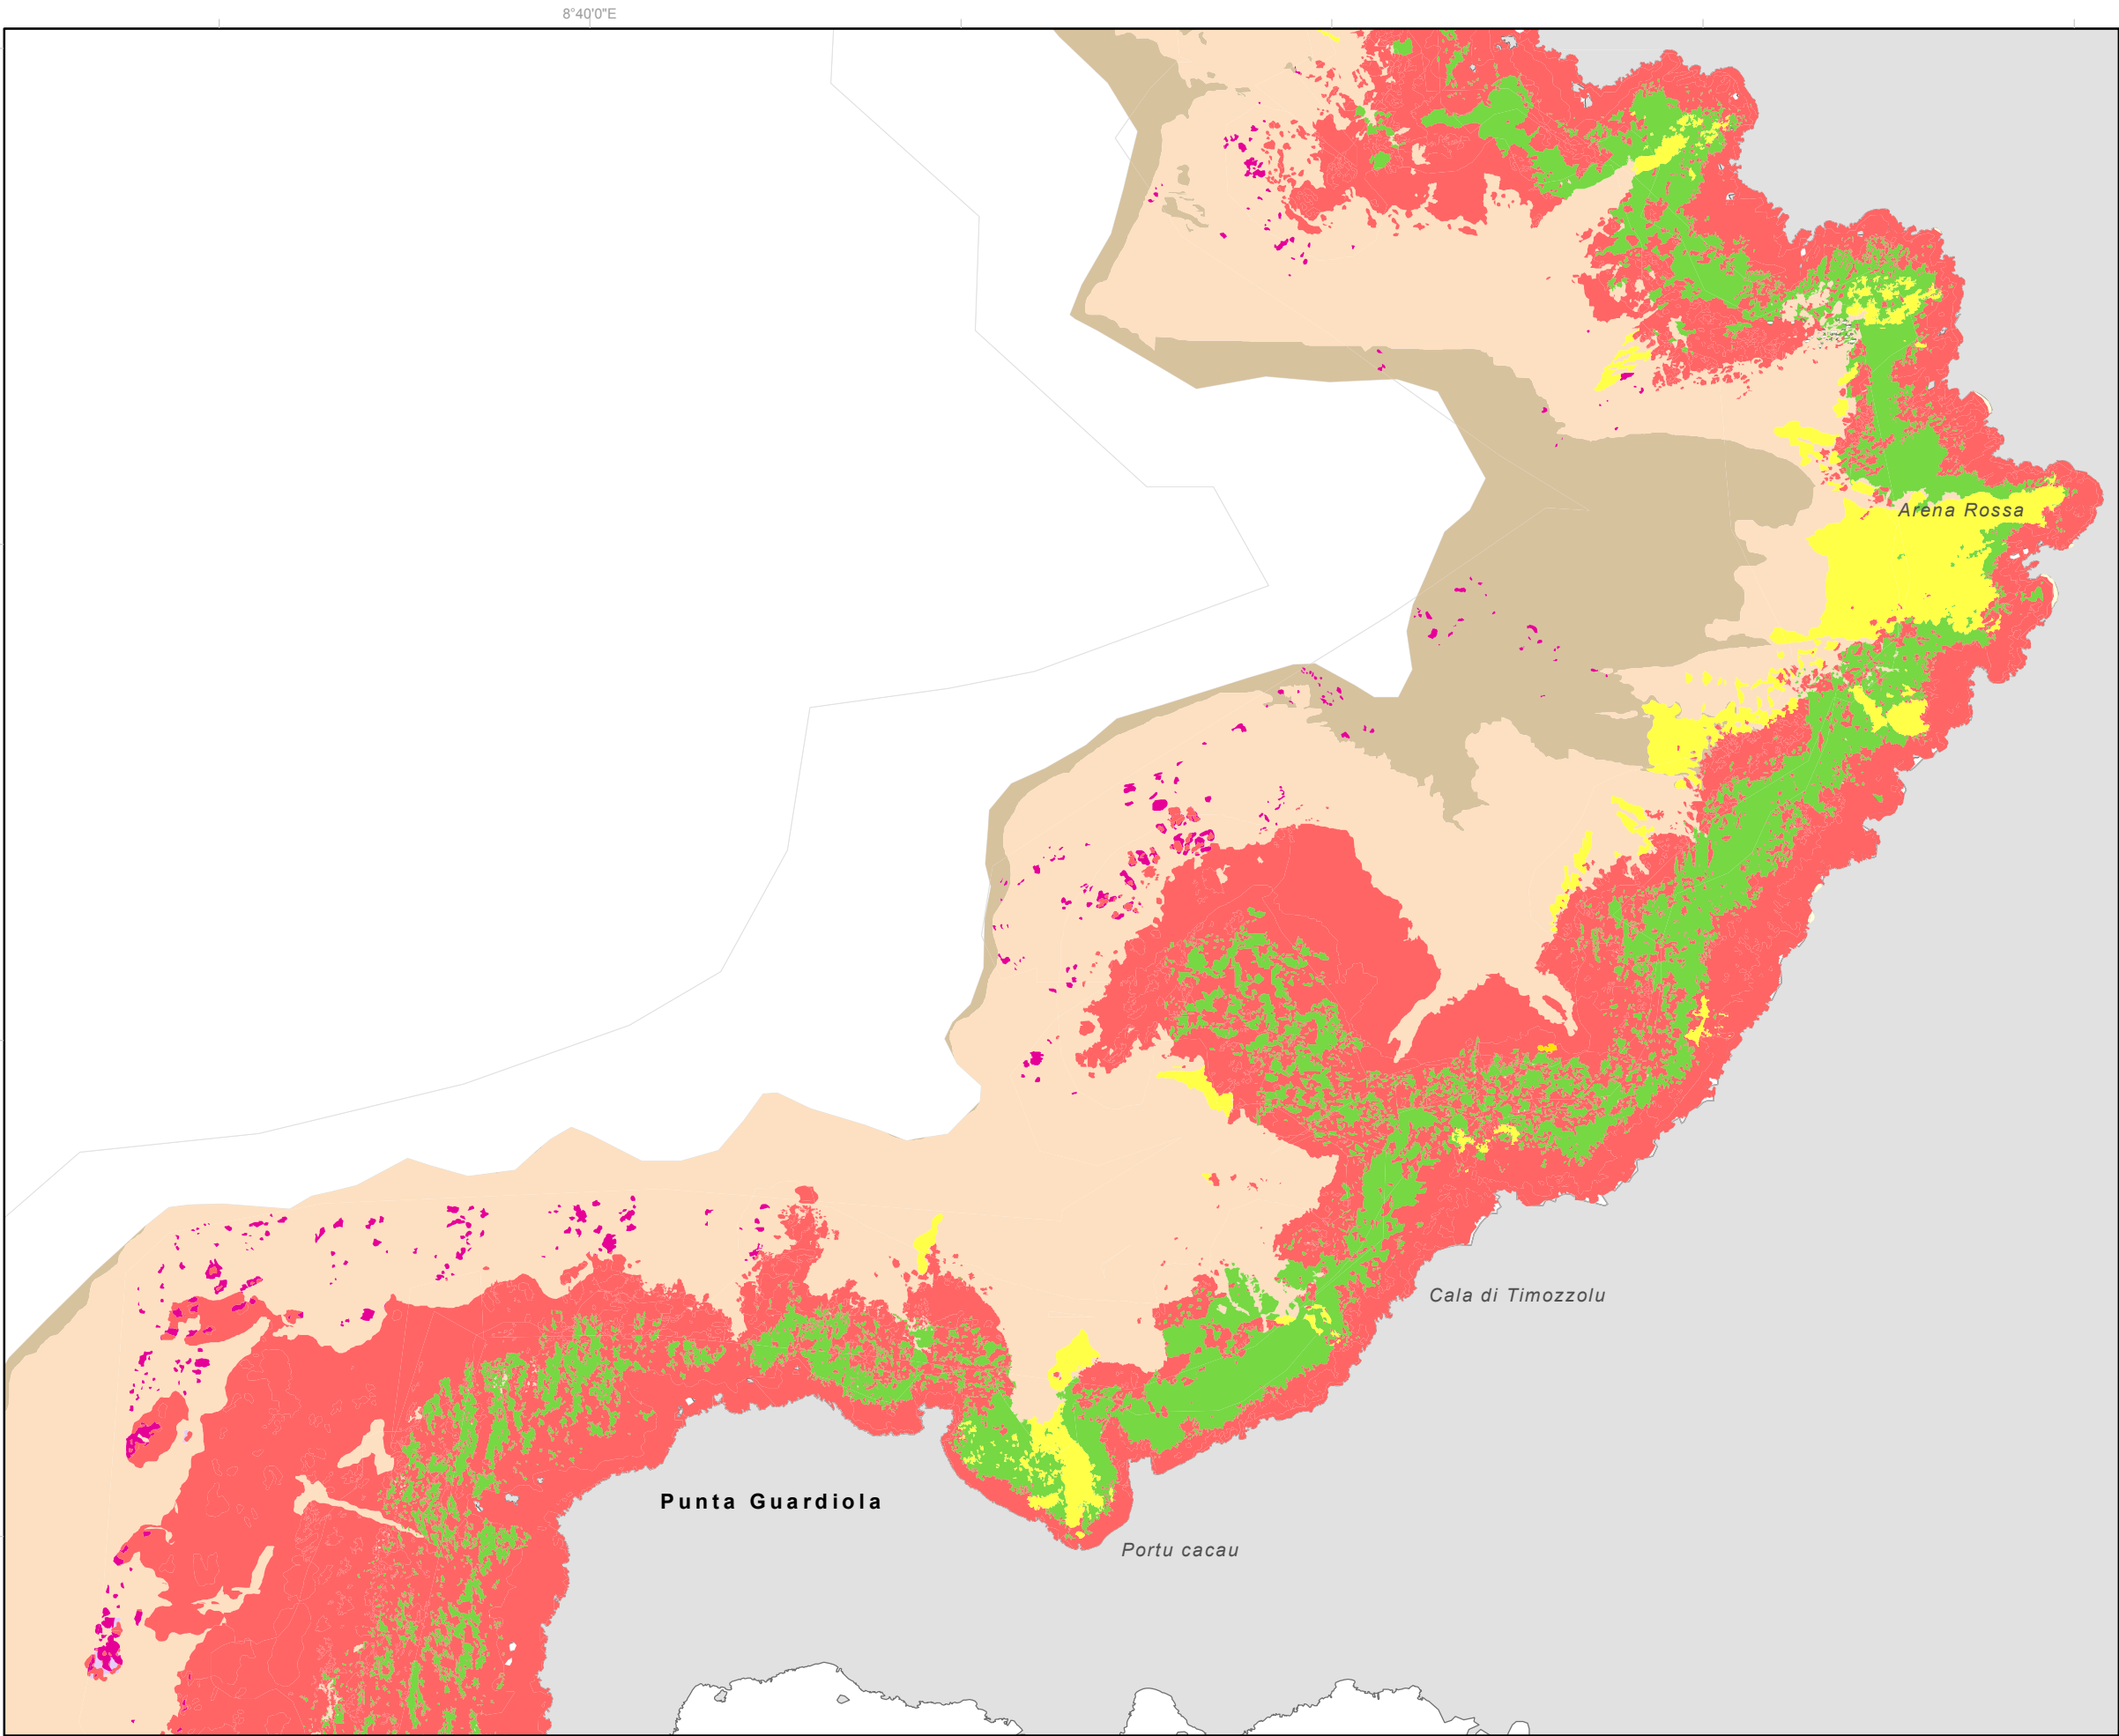 8°40'0"E
Arena Rossa
Cala di Timozzolu
Punta Guardiola
Portu cacau